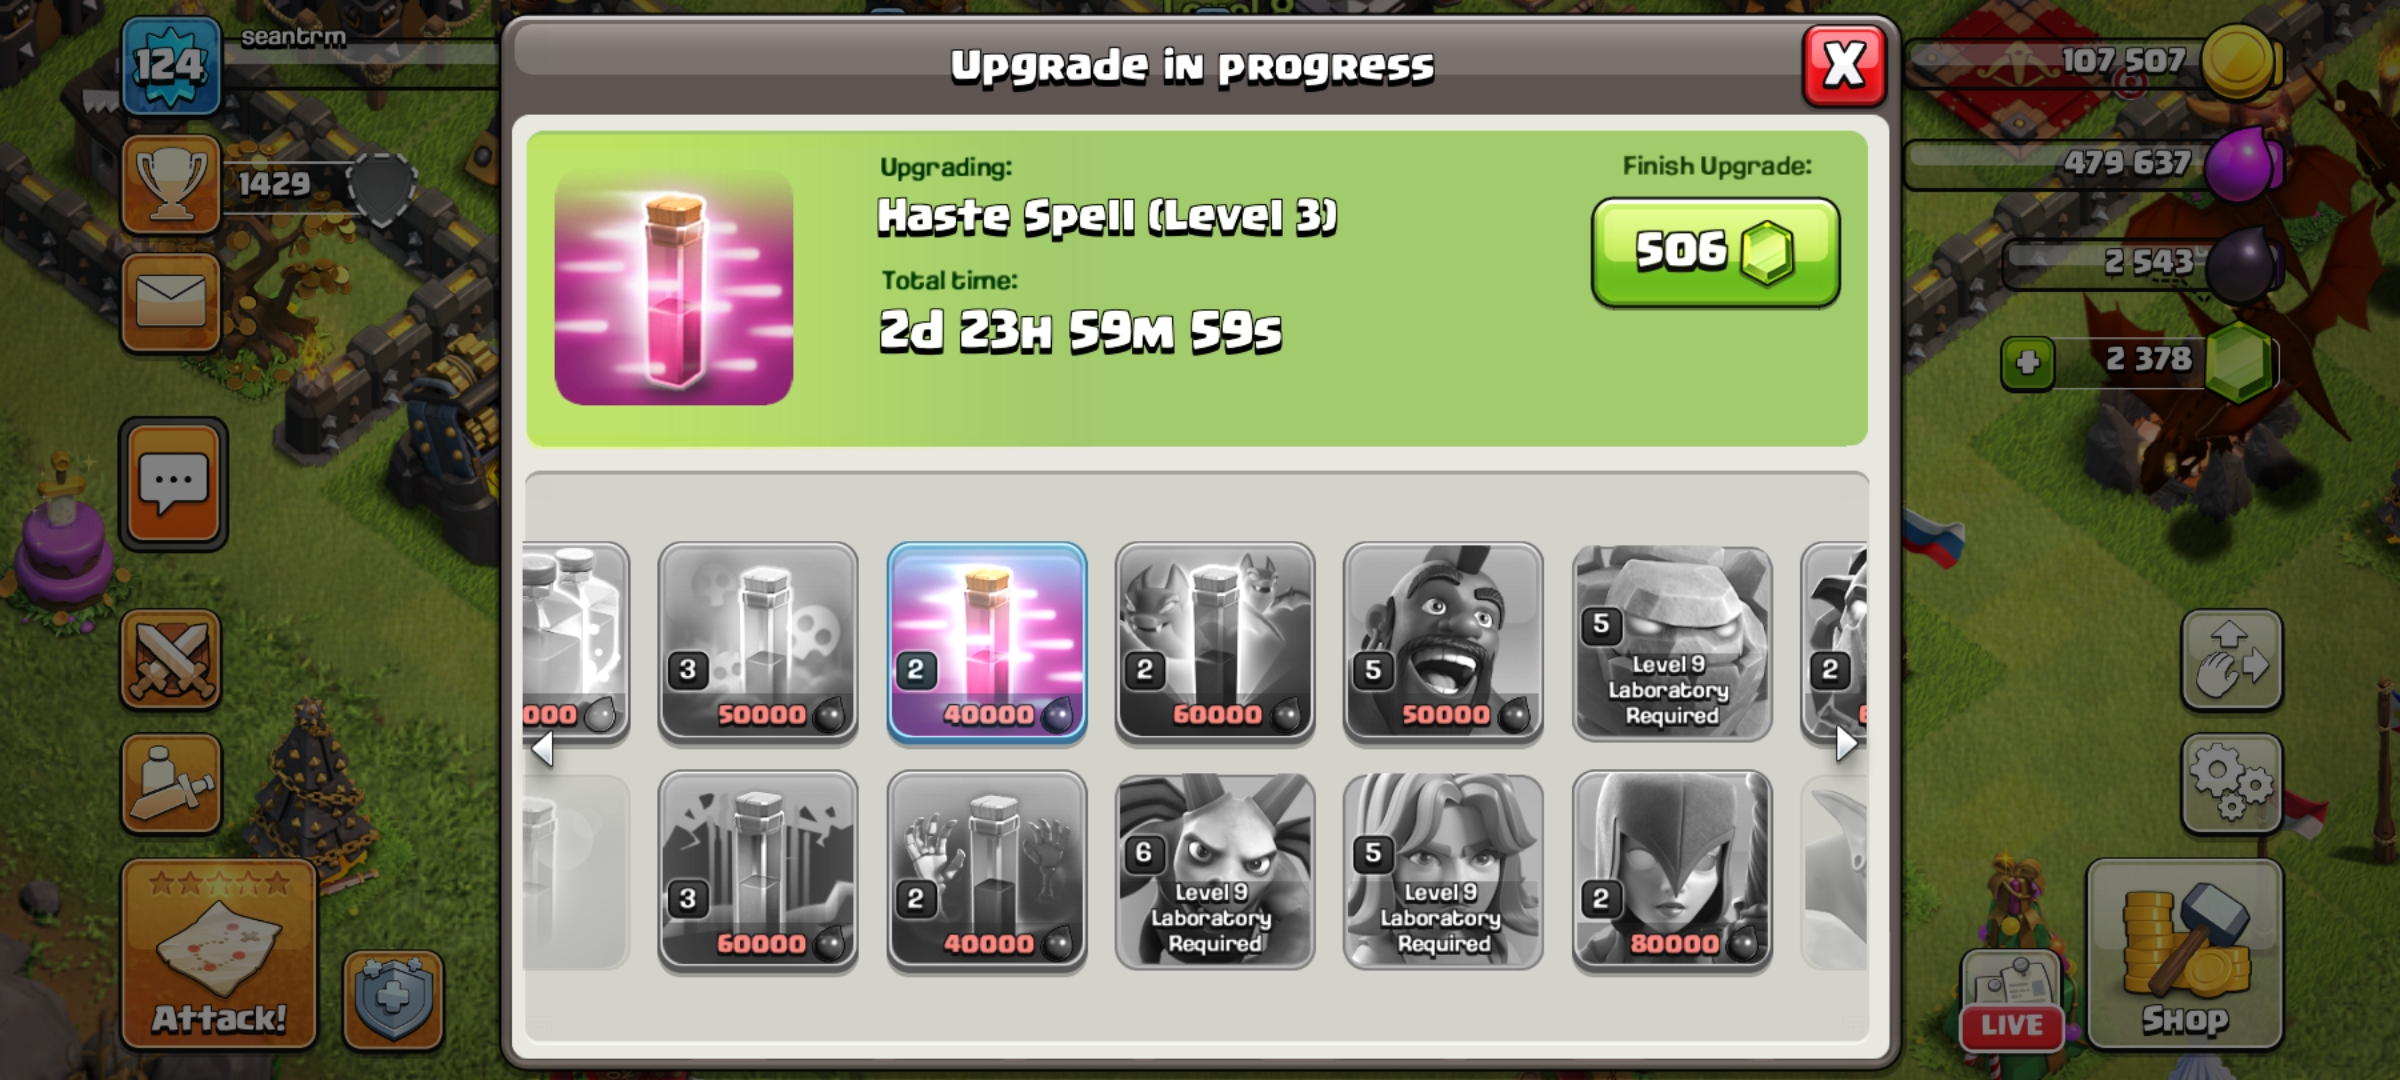 Level 8
124
seantrm
1429
Upgrade in progress
X
107 507
479 637
2 543
2 378
Upgrading:
Haste Spell (Level 3)
Total time:
2d 23H 59M 59s
Finish Upgrade:
506
000
3
50000
2
40000
2
60000
5
50000
5
Level 9
Laboratory
Required
2
3
60000
2
40000
6
Level 9
Laboratory
Required
5
Level 9
Laboratory
Required
2
80000
Attack!
LIVE
Shop